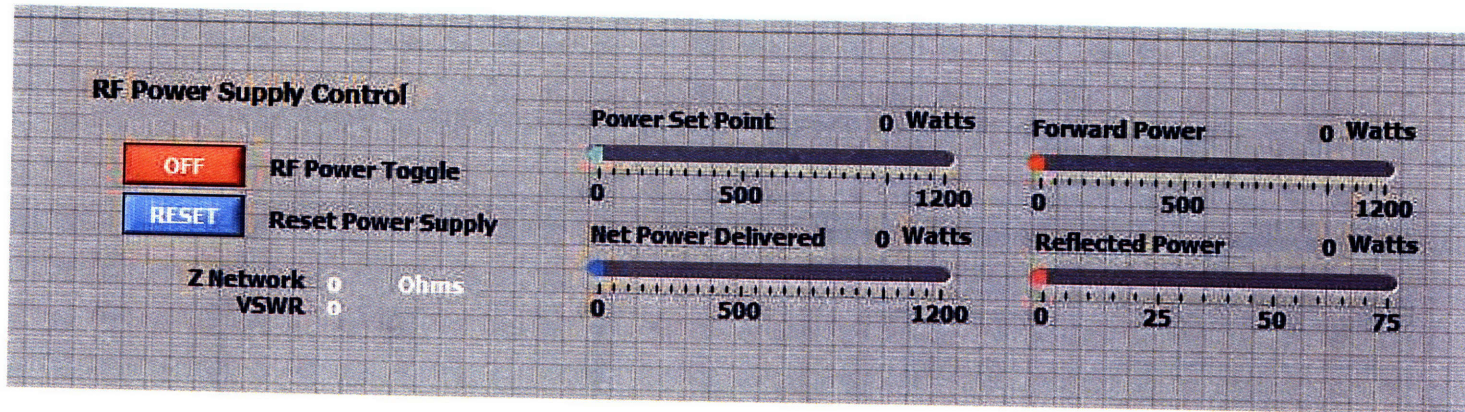 RF Power Supply Control
OFF RF Power Toggle
RESET Reset Power Supply
Z Network 0 Ohms
VSWR 0
Power Set Point 0 Watts
0 500 1200
Net Power Delivered 0 Watts
0 500 1200
Forward Power 0 Watts
0 500 1200
Reflected Power 0 Watts
0 25 50 75